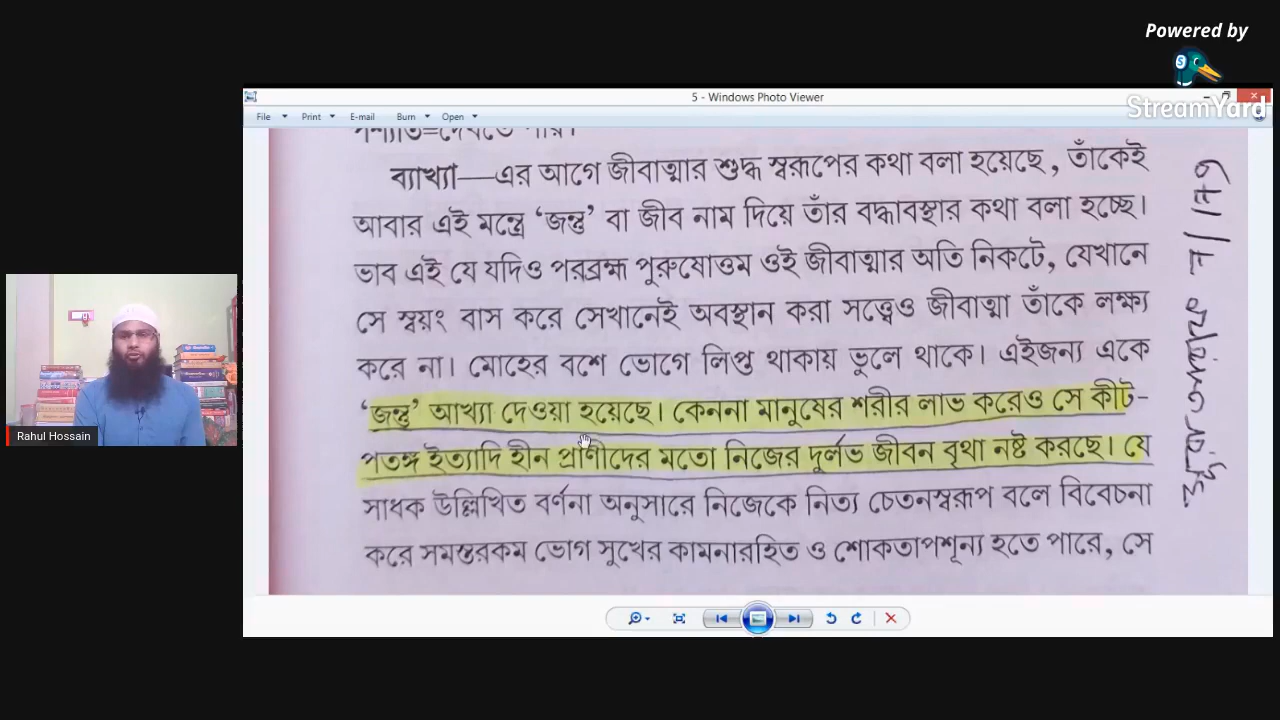 Powered by
StreamYard
5 - Windows Photo Viewer
File Print E-mail Burn Open
ব্যাখ্যা—এর আগে জীবাত্মার শুদ্ধ স্বরূপের কথা বলা হয়েছে, তাঁকেই
আবার এই মন্ত্রে ‘জন্তু’ বা জীব নাম দিয়ে তাঁর বদ্ধাবস্থার কথা বলা হচ্ছে।
ভাব এই যে যদিও পরব্রহ্ম পুরুষোত্তম ওই জীবাত্মার অতি নিকটে, যেখানে
সে স্বয়ং বাস করে সেখানেই অবস্থান করা সত্ত্বেও জীবাত্মা তাঁকে লক্ষ্য
করে না। মোহের বশে ভোগে লিপ্ত থাকায় ভুলে থাকে। এইজন্য একে
‘জন্তু’ আখ্যা দেওয়া হয়েছে। কেননা মানুষের শরীর লাভ করেও সে কীট-
পতঙ্গ ইত্যাদি হীন প্রাণীদের মতো নিজের দুর্লভ জীবন বৃথা নষ্ট করছে। যে
সাধক উল্লিখিত বর্ণনা অনুসারে নিজেকে নিত্য চেতনস্বরূপ বলে বিবেচনা
করে সমস্তরকম ভোগ সুখের কামনারহিত ও শোকতাপশূন্য হতে পারে, সে
Rahul Hossain